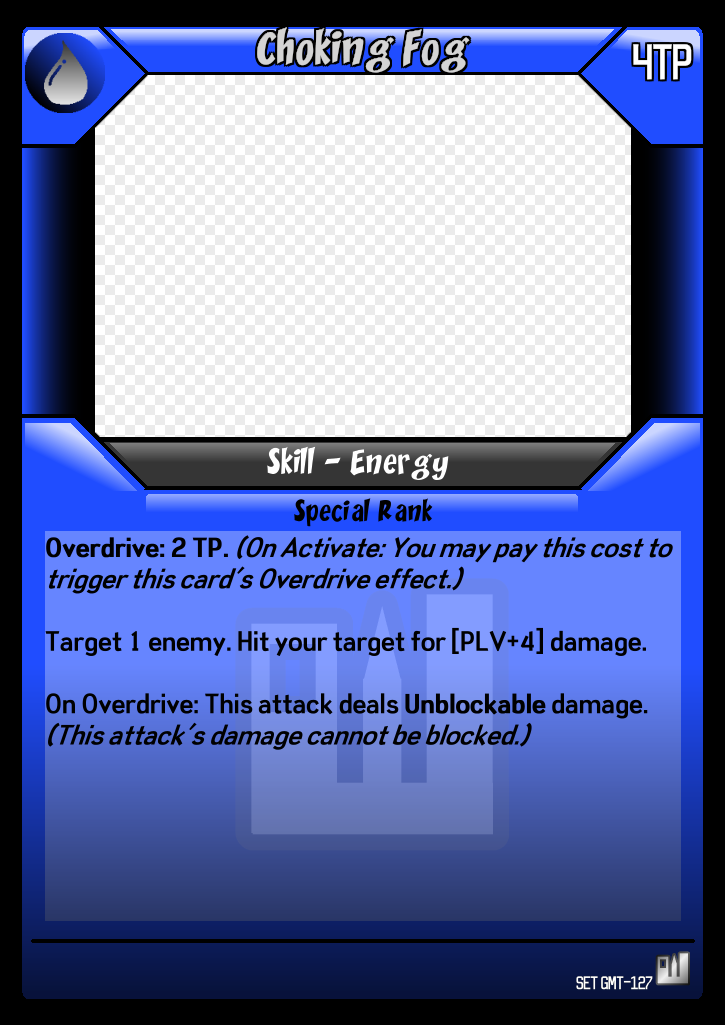 Choking Fog
4TP
Skill - Energy
Special Rank
Overdrive: 2 TP. (On Activate: You may pay this cost to
trigger this card's Overdrive effect.)
Target 1 enemy. Hit your target for [PLV+4] damage.
On Overdrive: This attack deals Unblockable damage.
(This attack's damage cannot be blocked.)
SET GMT-127